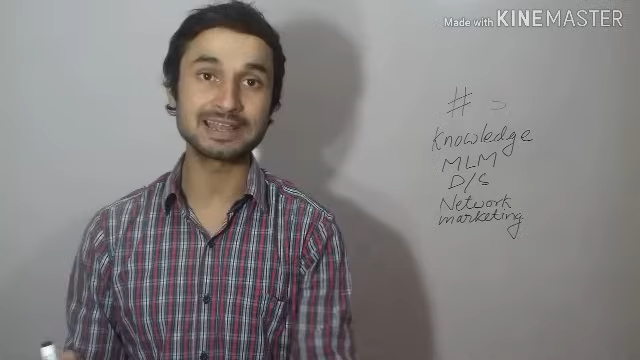 Made with KINEMASTER
#
Knowledge
MLM
D/S
Network
marketing